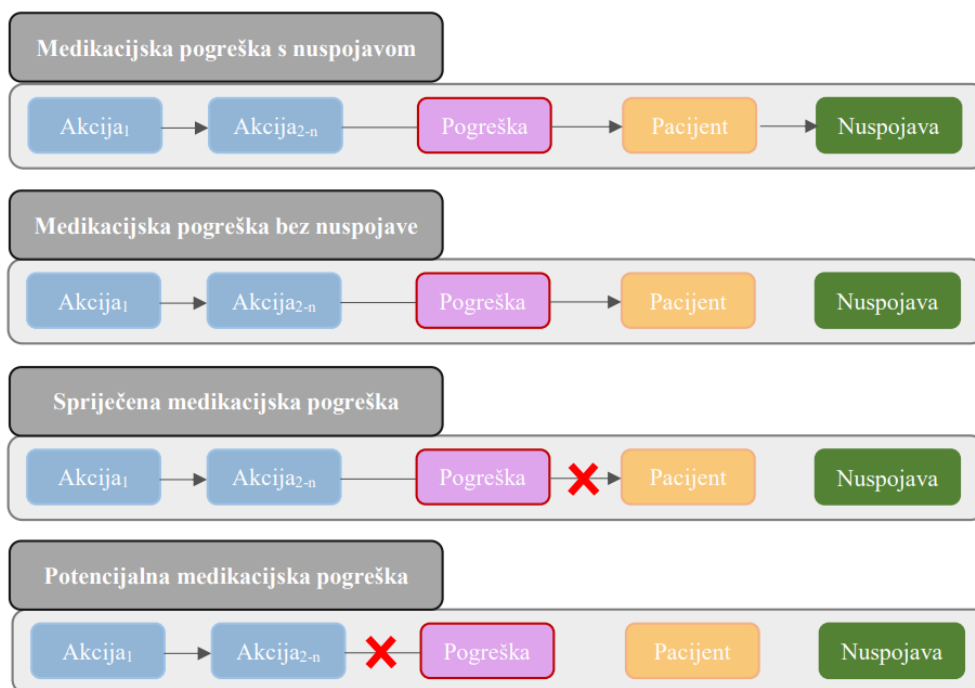 Medikacijska pogreška s nuspojavom
Akcija₁ Akcija₂₋ₙ Pogreška Pacijent Nuspojava
Medikacijska pogreška bez nuspojave
Akcija₁ Akcija₂₋ₙ Pogreška Pacijent Nuspojava
Spriječena medikacijska pogreška
Akcija₁ Akcija₂₋ₙ Pogreška Pacijent Nuspojava
Potencijalna medikacijska pogreška
Akcija₁ Akcija₂₋ₙ Pogreška Pacijent Nuspojava